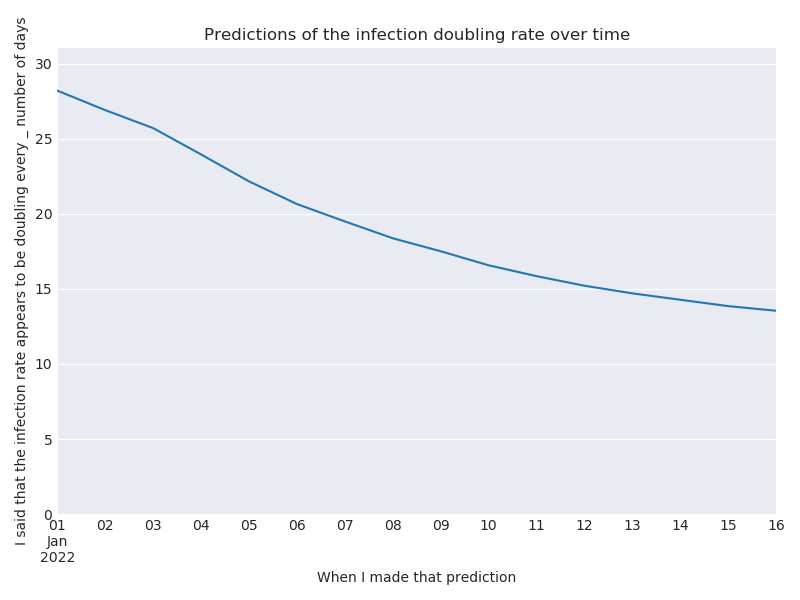 Predictions of the infection doubling rate over time
I said that the infection rate appears to be doubling every _ number of days
30
25
20
15
10
5
0
01 02 03 04 05 06 07 08 09 10 11 12 13 14 15 16
Jan
2022
When I made that prediction